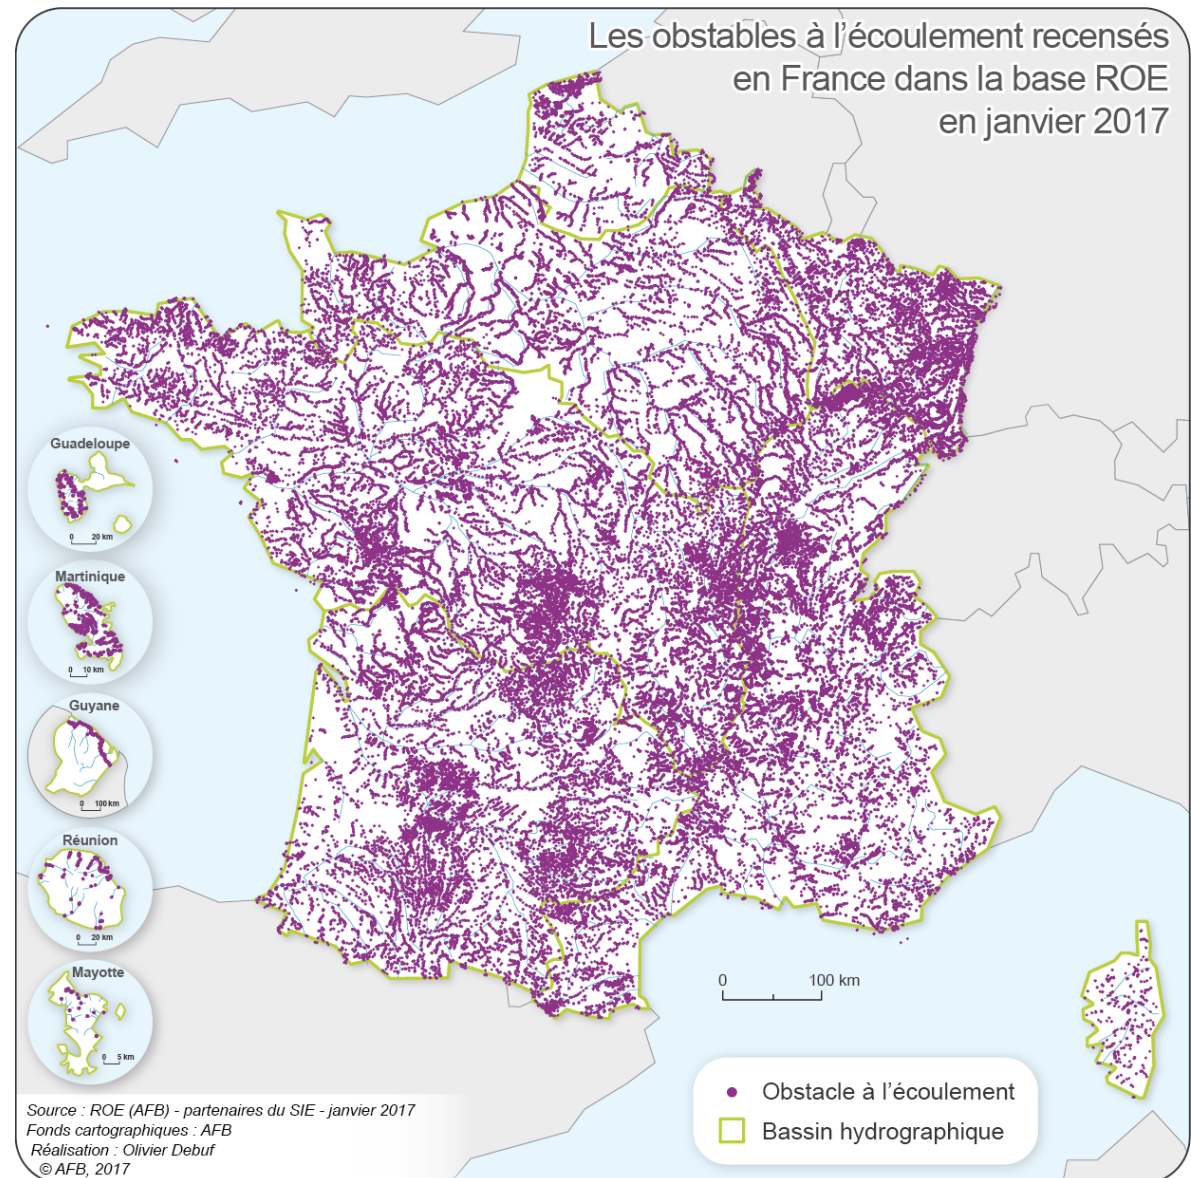 Les obstables à l'écoulement recensés
en France dans la base ROE
en janvier 2017
Guadeloupe
0 20 km
Martinique
0 10 km
Guyane
0 100 km
Réunion
0 20 km
Mayotte
0 5 km
0 100 km
Obstacle à l'écoulement
Bassin hydrographique
Source : ROE (AFB) - partenaires du SIE - janvier 2017
Fonds cartographiques : AFB
Réalisation : Olivier Debuf
© AFB, 2017